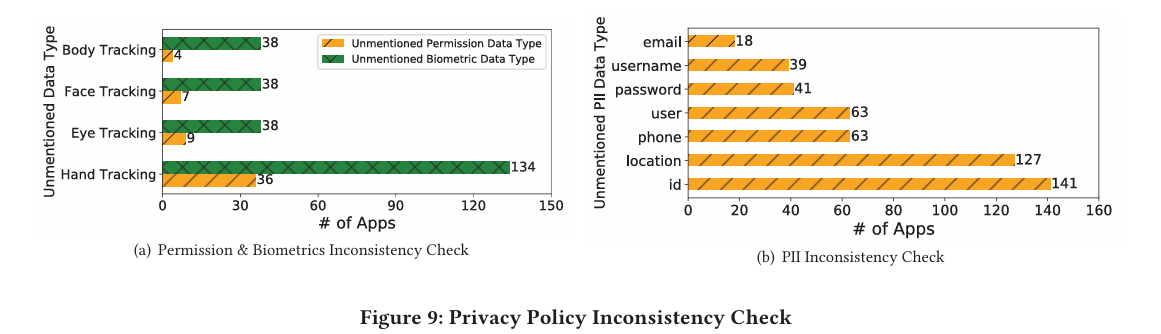 Unmentioned Data Type
Body Tracking
Face Tracking
Eye Tracking
Hand Tracking
38
4
38
7
38
9
134
36
Unmentioned Permission Data Type
Unmentioned Biometric Data Type
0 30 60 90 120 150
# of Apps
(a) Permission & Biometrics Inconsistency Check
Unmentioned PII Data Type
email 18
username 39
password 41
user 63
phone 63
location 127
id 141
0 20 40 60 80 100 120 140 160
# of Apps
(b) PII Inconsistency Check
Figure 9: Privacy Policy Inconsistency Check